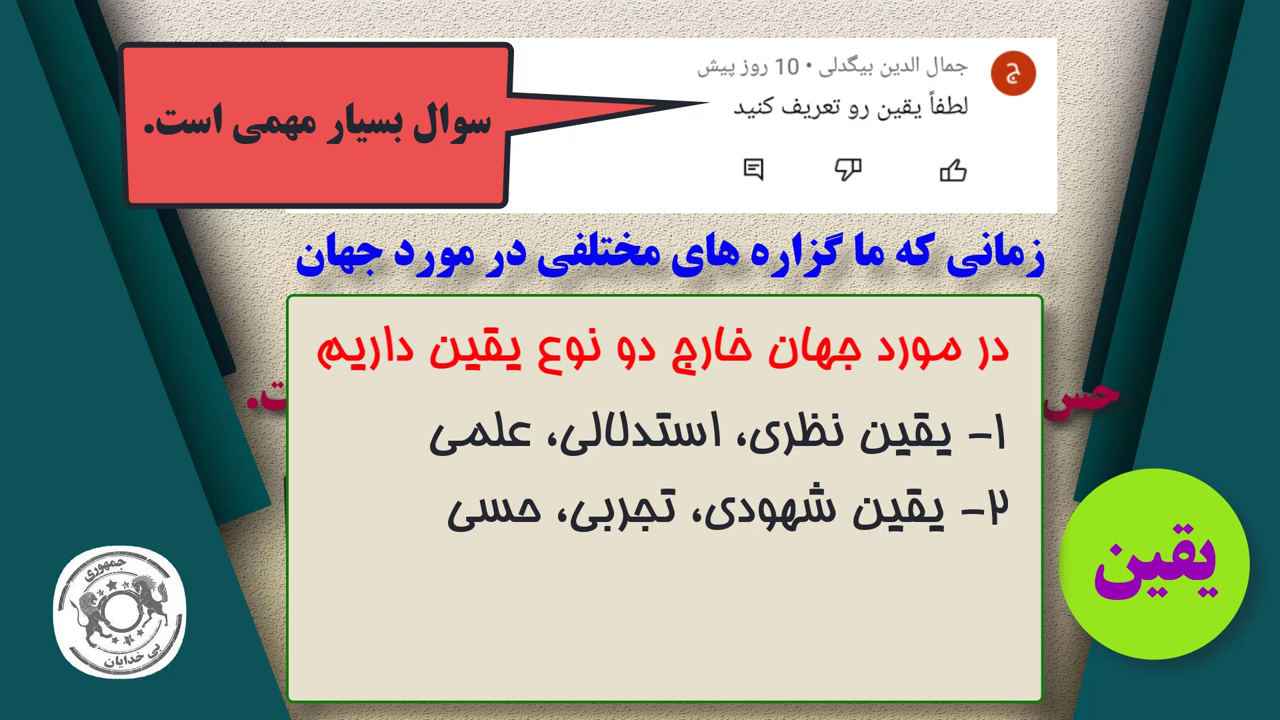 جمال الدین بیگدلی • 10 روز پیش
ج
لطفاً یقین رو تعریف کنید
سوال بسیار مهمی است.
زمانی که ما گزاره های مختلفی در مورد جهان
در مورد جهان خارج دو نوع یقین داریم
۱- یقین نظری، استدلالی، علمی
۲- یقین شهودی، تجربی، حسی
یقین
جمهوری
بی خدایان